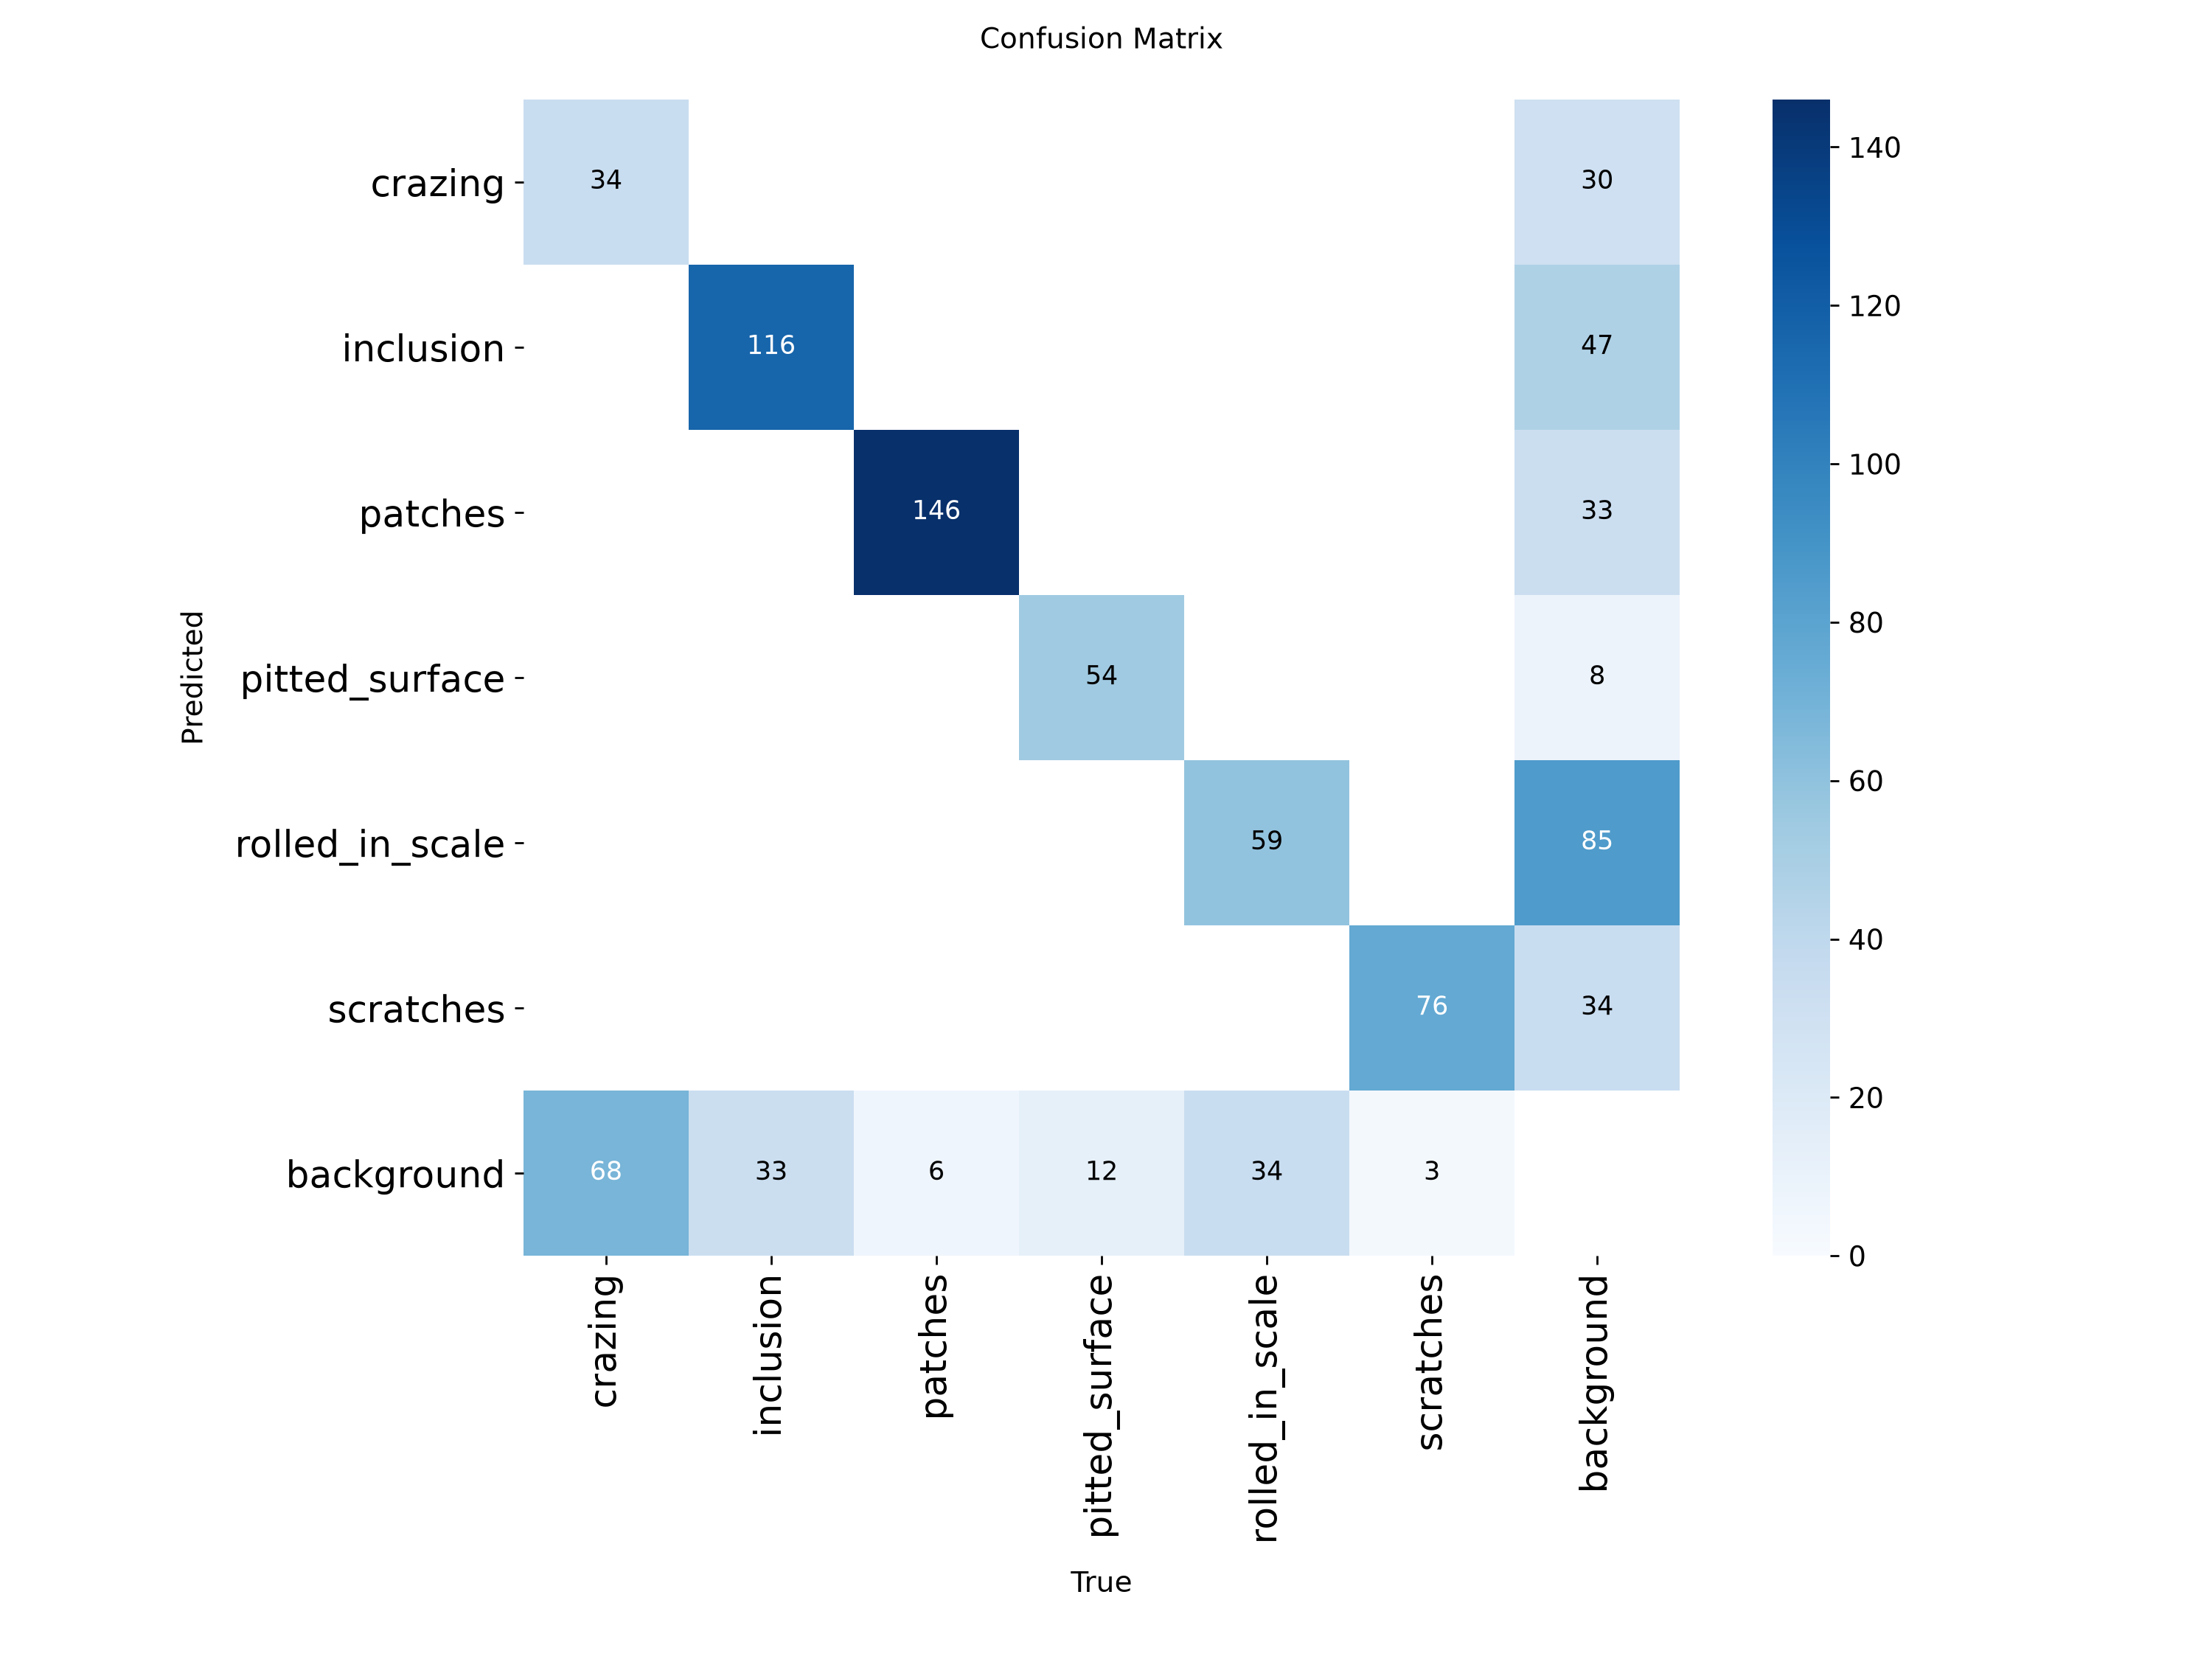 Confusion Matrix
crazing
34
30
inclusion
116
47
patches
146
33
pitted_surface
54
8
rolled_in_scale
59
85
scratches
76
34
background
68
33
6
12
34
3
crazing
inclusion
patches
pitted_surface
rolled_in_scale
scratches
background
True
Predicted
140
120
100
80
60
40
20
0